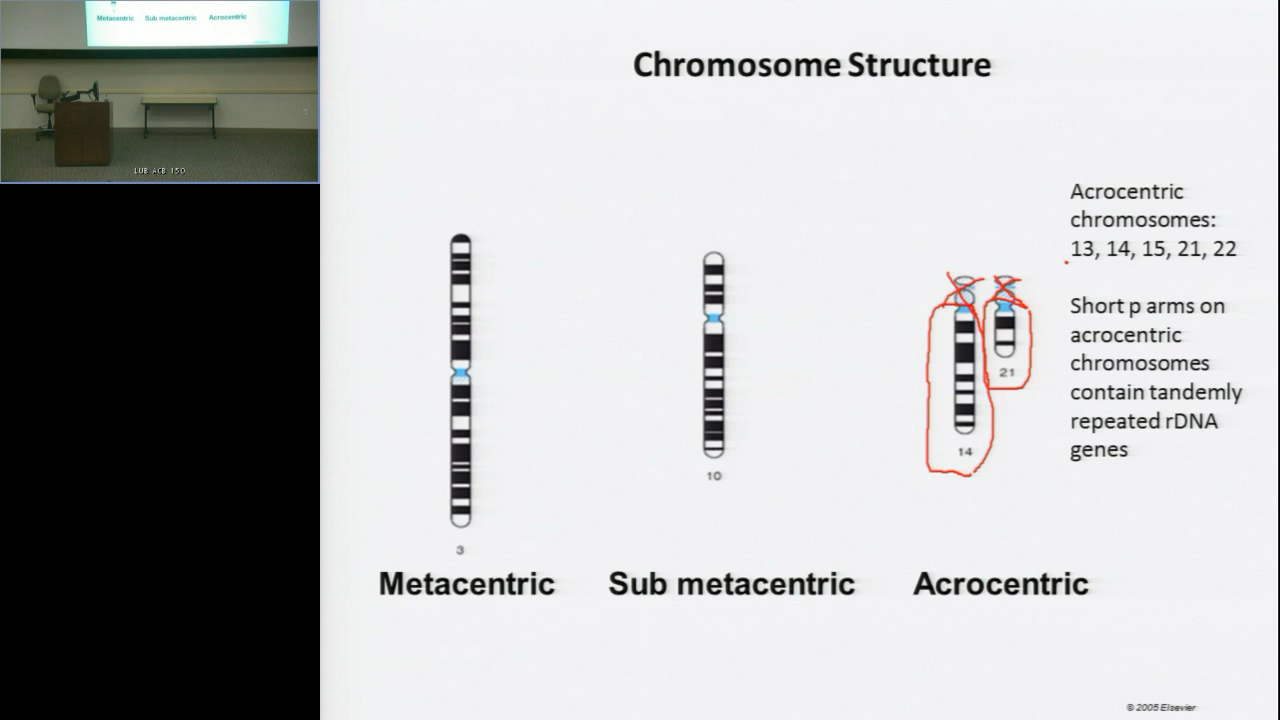 Metacentric Sub metacentric Acrocentric
LUB ACB 150
Chromosome Structure
Acrocentric
chromosomes:
13, 14, 15, 21, 22
Short p arms on
acrocentric
chromosomes
contain tandemly
repeated rDNA
genes
21
14
10
3
Metacentric
Sub metacentric
Acrocentric
© 2005 Elsevier